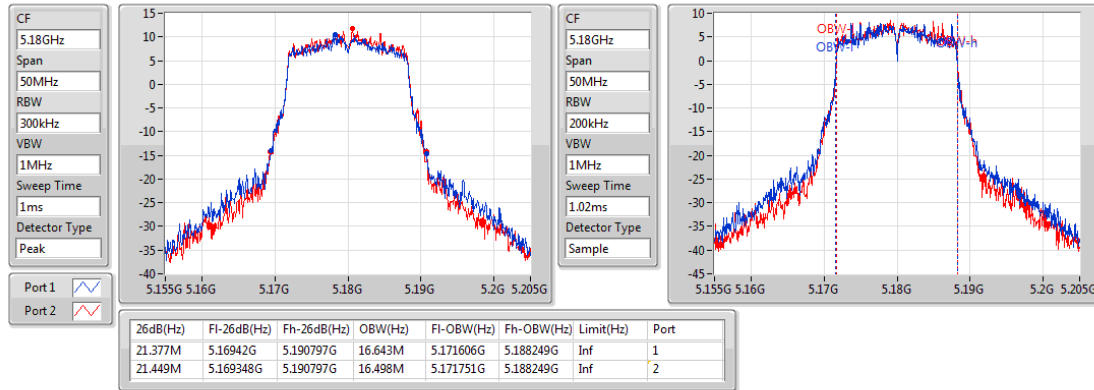 CF
5.18GHz
Span
50MHz
RBW
300kHz
VBW
1MHz
Sweep Time
1ms
Detector Type
Peak
Port 1
Port 2
15
10
5
0
-5
-10
-15
-20
-25
-30
-35
-40
5.155G 5.16G 5.17G 5.18G 5.19G 5.2G 5.205G
CF
5.18GHz
Span
50MHz
RBW
200kHz
VBW
1MHz
Sweep Time
1.02ms
Detector Type
Sample
10
5
0
-5
-10
-15
-20
-25
-30
-35
-40
-45
5.155G 5.16G 5.17G 5.18G 5.19G 5.2G 5.205G
26dB(Hz) Fl-26dB(Hz) Fh-26dB(Hz) OBW(Hz) Fl-OBW(Hz) Fh-OBW(Hz) Limit(Hz) Port
21.377M 5.16942G 5.190797G 16.643M 5.171606G 5.188249G Inf 1
21.449M 5.169348G 5.190797G 16.498M 5.171751G 5.188249G Inf 2